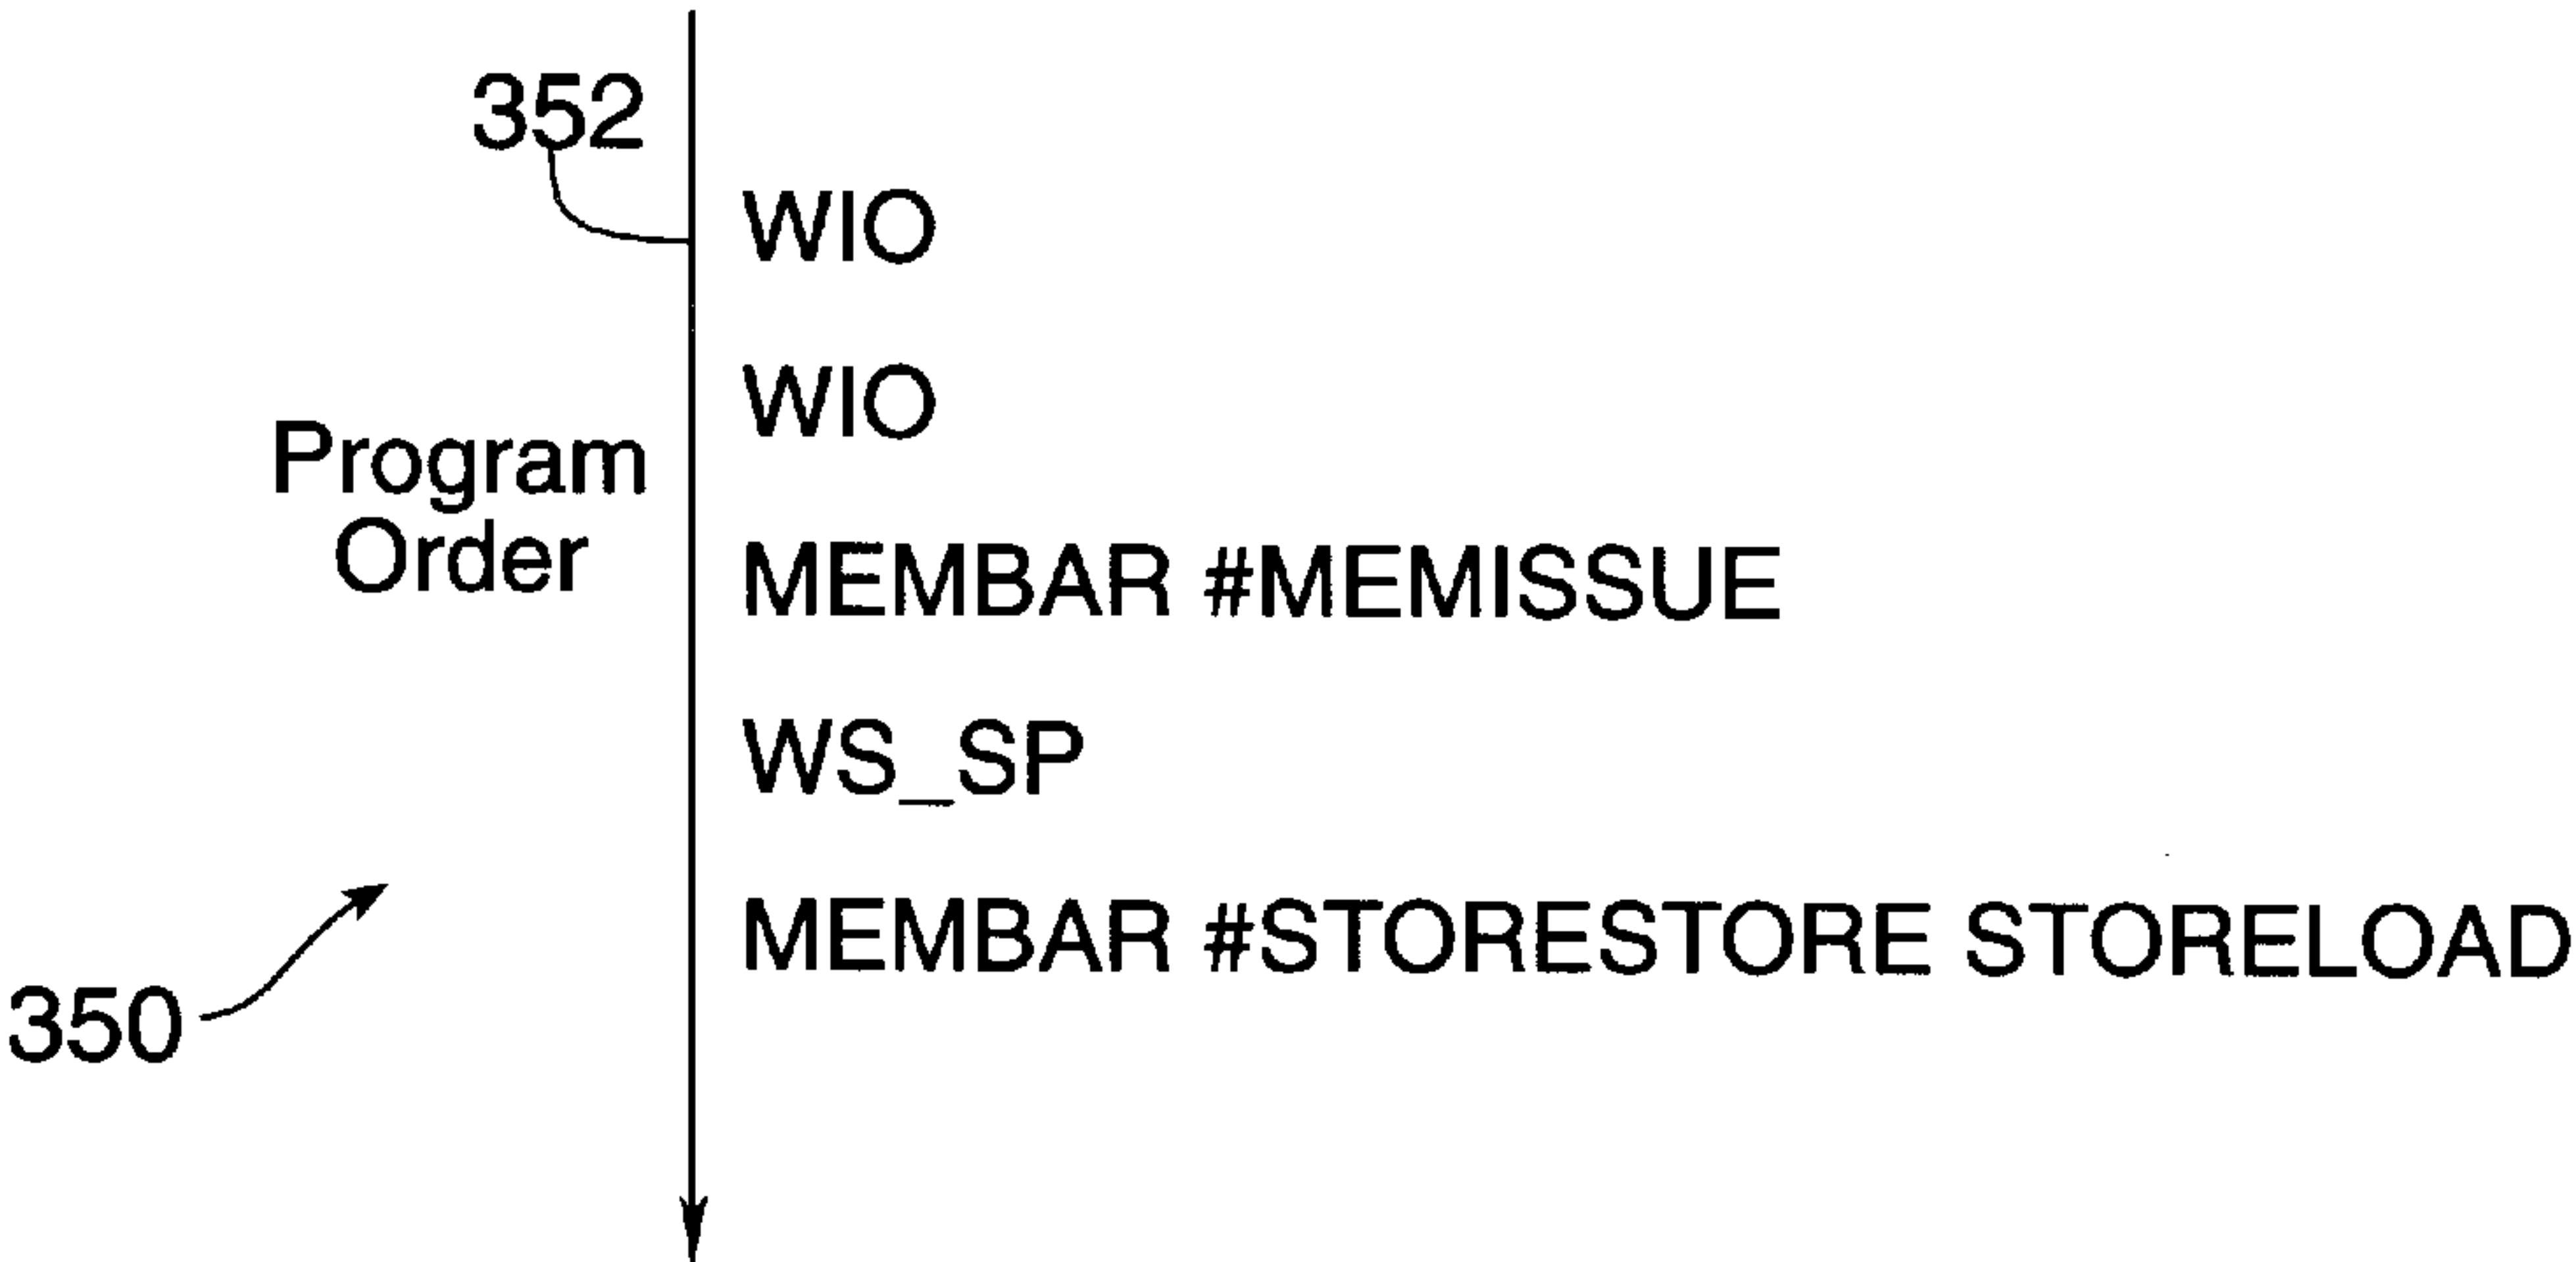 352
WIO
WIO
Program
Order
MEMBAR #MEMISSUE
WS_SP
MEMBAR #STORESTORE STORELOAD
350